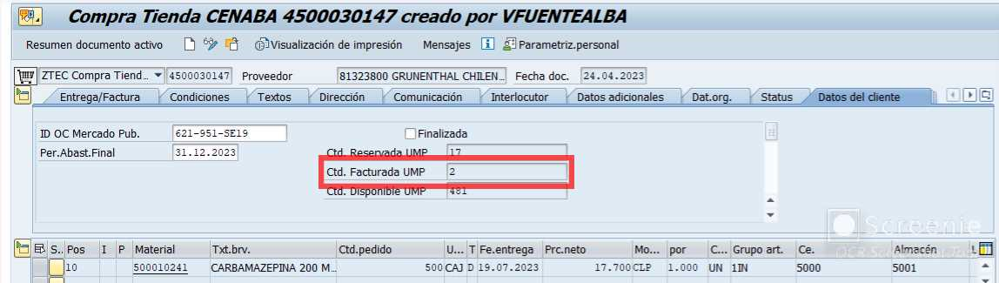 Compra Tienda CENABA 4500030147 creado por VFUENTEALBA
Resumen documento activo Visualización de impresión Mensajes Parametriz.personal
ZTEC Compra Tiend... 4500030147 Proveedor 81323800 GRUNENTHAL CHILEN... Fecha doc. 24.04.2023
Entrega/Factura Condiciones Textos Dirección Comunicación Interlocutor Datos adicionales Dat.org. Status Datos del cliente
ID OC Mercado Pub. 621-951-SE19 Finalizada
Per.Abast.Final 31.12.2023 Ctd. Reservada UMP 17
Ctd. Facturada UMP 2
Ctd. Disponible UMP 481
Screenie
S.. Pos I P Material Txt.brv. Ctd.pedido U... T Fe.entrega Prc.neto Mo... por C... Grupo art. Ce. Almacén L
10 500010241 CARBAMAZEPINA 200 M... 500 CAJ D 19.07.2023 17.700 CLP 1.000 UN 1IN 5000 5001